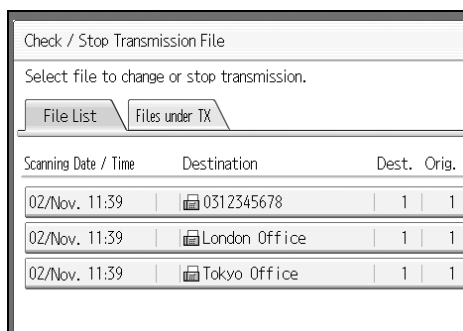 Check / Stop Transmission File
Select file to change or stop transmission.
File List Files under TX
Scanning Date / Time Destination Dest. Orig.
02/Nov. 11:39 0312345678 1 1
02/Nov. 11:39 London Office 1 1
02/Nov. 11:39 Tokyo Office 1 1